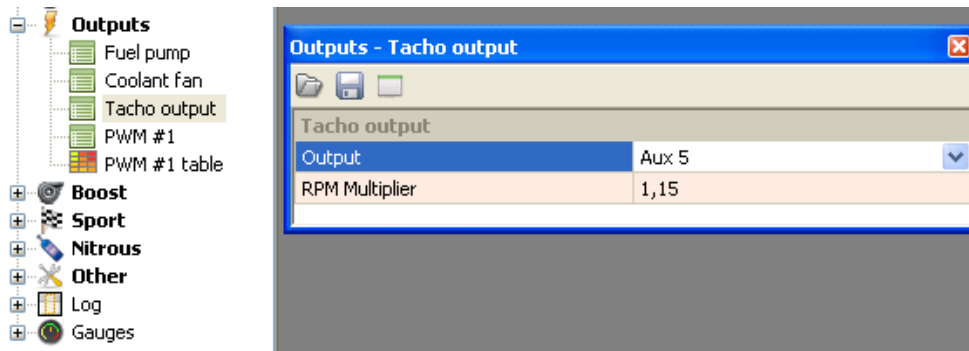 Outputs
Fuel pump
Coolant fan
Tacho output
PWM #1
PWM #1 table
Boost
Sport
Nitrous
Other
Log
Gauges
Outputs - Tacho output
Tacho output
Output Aux 5
RPM Multiplier 1,15